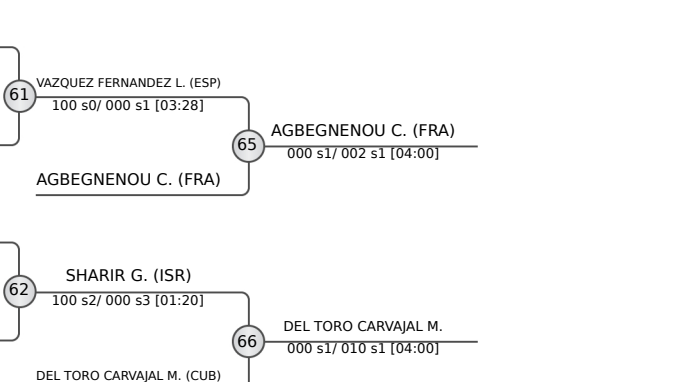 61
VAZQUEZ FERNANDEZ L. (ESP)
100 s0/ 000 s1 [03:28]
65
AGBEGNENOU C. (FRA)
000 s1/ 002 s1 [04:00]
AGBEGNENOU C. (FRA)
62
SHARIR G. (ISR)
100 s2/ 000 s3 [01:20]
66
DEL TORO CARVAJAL M.
000 s1/ 010 s1 [04:00]
DEL TORO CARVAJAL M. (CUB)